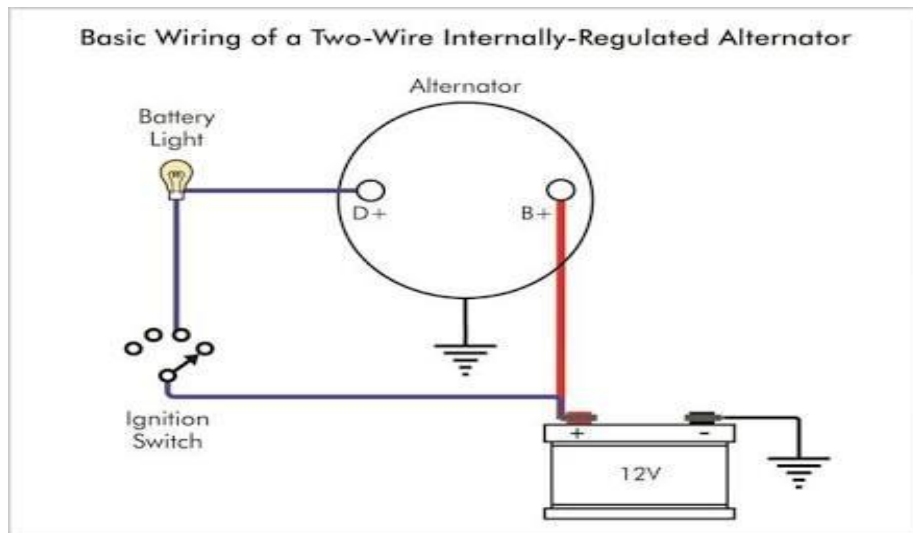 Basic Wiring of a Two-Wire Internally-Regulated Alternator
Alternator
Battery
Light
D+
B+
Ignition
Switch
+
-
12V